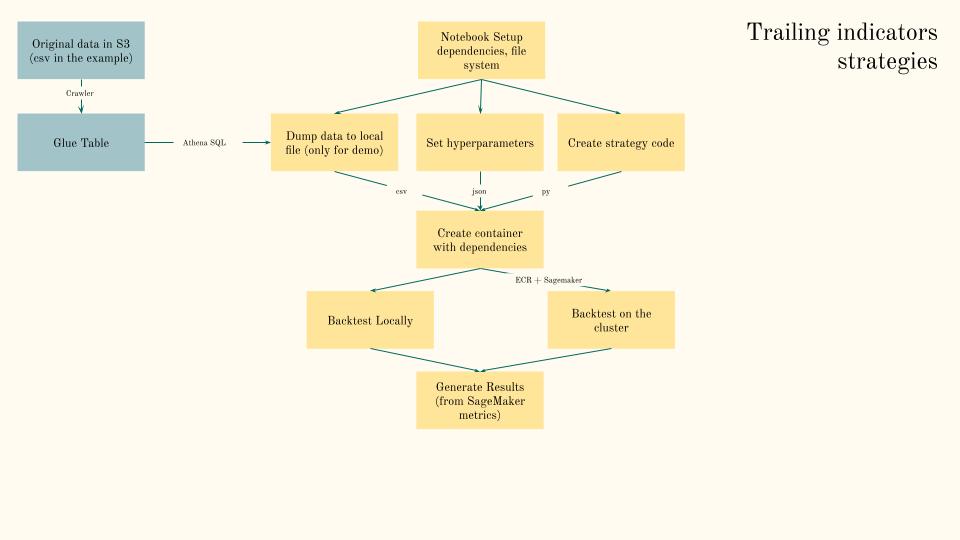 Trailing indicators
strategies
Original data in S3
(csv in the example)
Notebook Setup
dependencies, file
system
Crawler
Glue Table
Athena SQL
Dump data to local
file (only for demo)
Set hyperparameters
Create strategy code
csv
json
py
Create container
with dependencies
ECR + Sagemaker
Backtest Locally
Backtest on the
cluster
Generate Results
(from SageMaker
metrics)